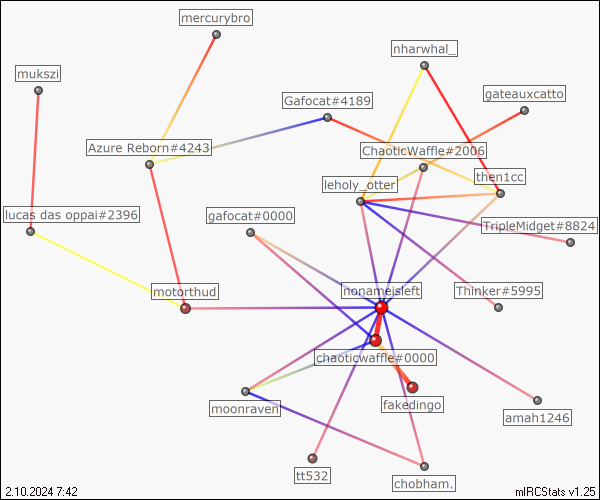 mercurybro
nharwhal_
mukszi
gateauxcatto
Gafocat#4189
Azure Reborn#4243
ChaoticWaffle#2006
then1cc
leholy_otter
lucas das oppai#2396
gafocat#0000
TripleMidget#8824
motorthud
nonameisleft
Thinker#5995
chaoticwaffle#0000
moonraven
fakedingo
amah1246
tt532
chobham.
2.10.2024 7:42
mIRCStats v1.25